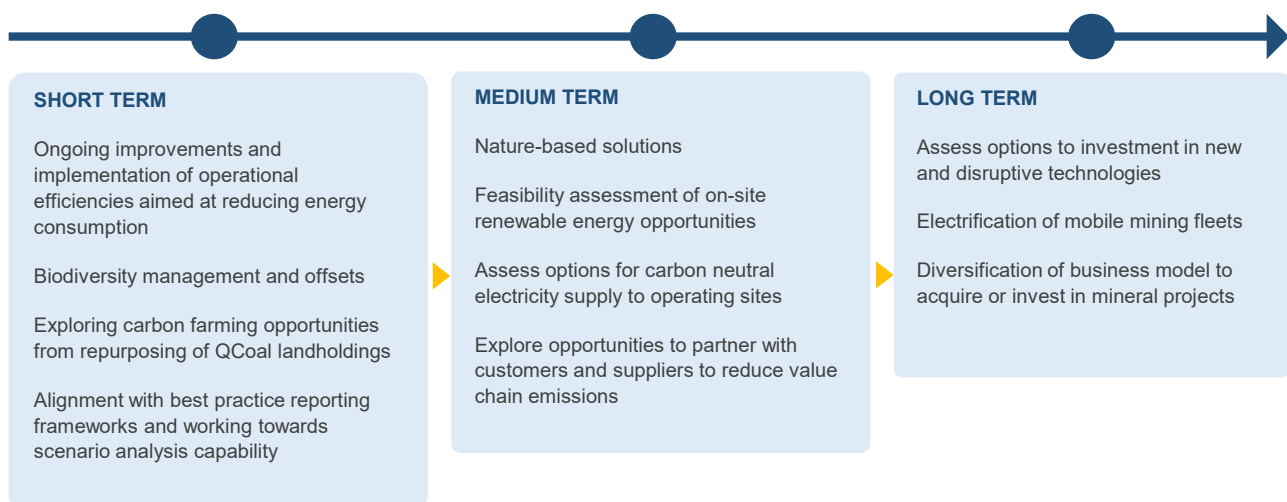 SHORT TERM
Ongoing improvements and
implementation of operational
efficiencies aimed at reducing energy
consumption
Biodiversity management and offsets
Exploring carbon farming opportunities
from repurposing of QCoal landholdings
Alignment with best practice reporting
frameworks and working towards
scenario analysis capability
MEDIUM TERM
Nature-based solutions
Feasibility assessment of on-site
renewable energy opportunities
Assess options for carbon neutral
electricity supply to operating sites
Explore opportunities to partner with
customers and suppliers to reduce value
chain emissions
LONG TERM
Assess options to investment in new
and disruptive technologies
Electrification of mobile mining fleets
Diversification of business model to
acquire or invest in mineral projects